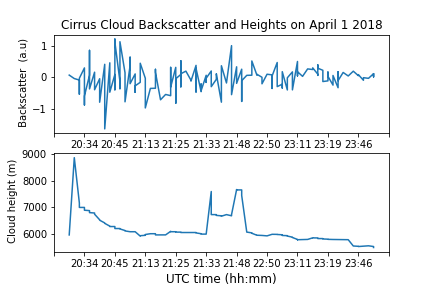 Cirrus Cloud Backscatter and Heights on April 1 2018
Backscatter (a.u)
1
0
−1
20:34 20:45 21:13 21:25 21:33 21:48 22:50 23:11 23:19 23:46
Cloud height (m)
9000
8000
7000
6000
20:34 20:45 21:13 21:25 21:33 21:48 22:50 23:11 23:19 23:46
UTC time (hh:mm)